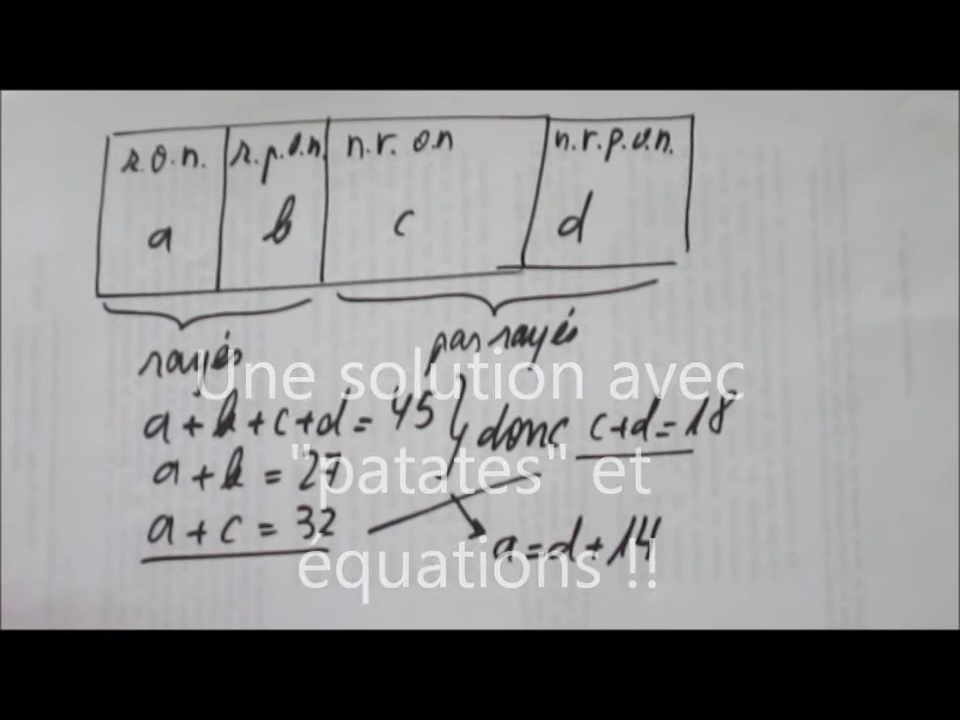 r.o.n. r.p.o.n. n.r. o.n n.r.p.o.n.
a b c d
rayés pas rayés
Une solution avec
a + b + c + d = 45 } donc c+d=18
"patates" et
a + b = 27
a + c = 32
a = d + 14
équations !!